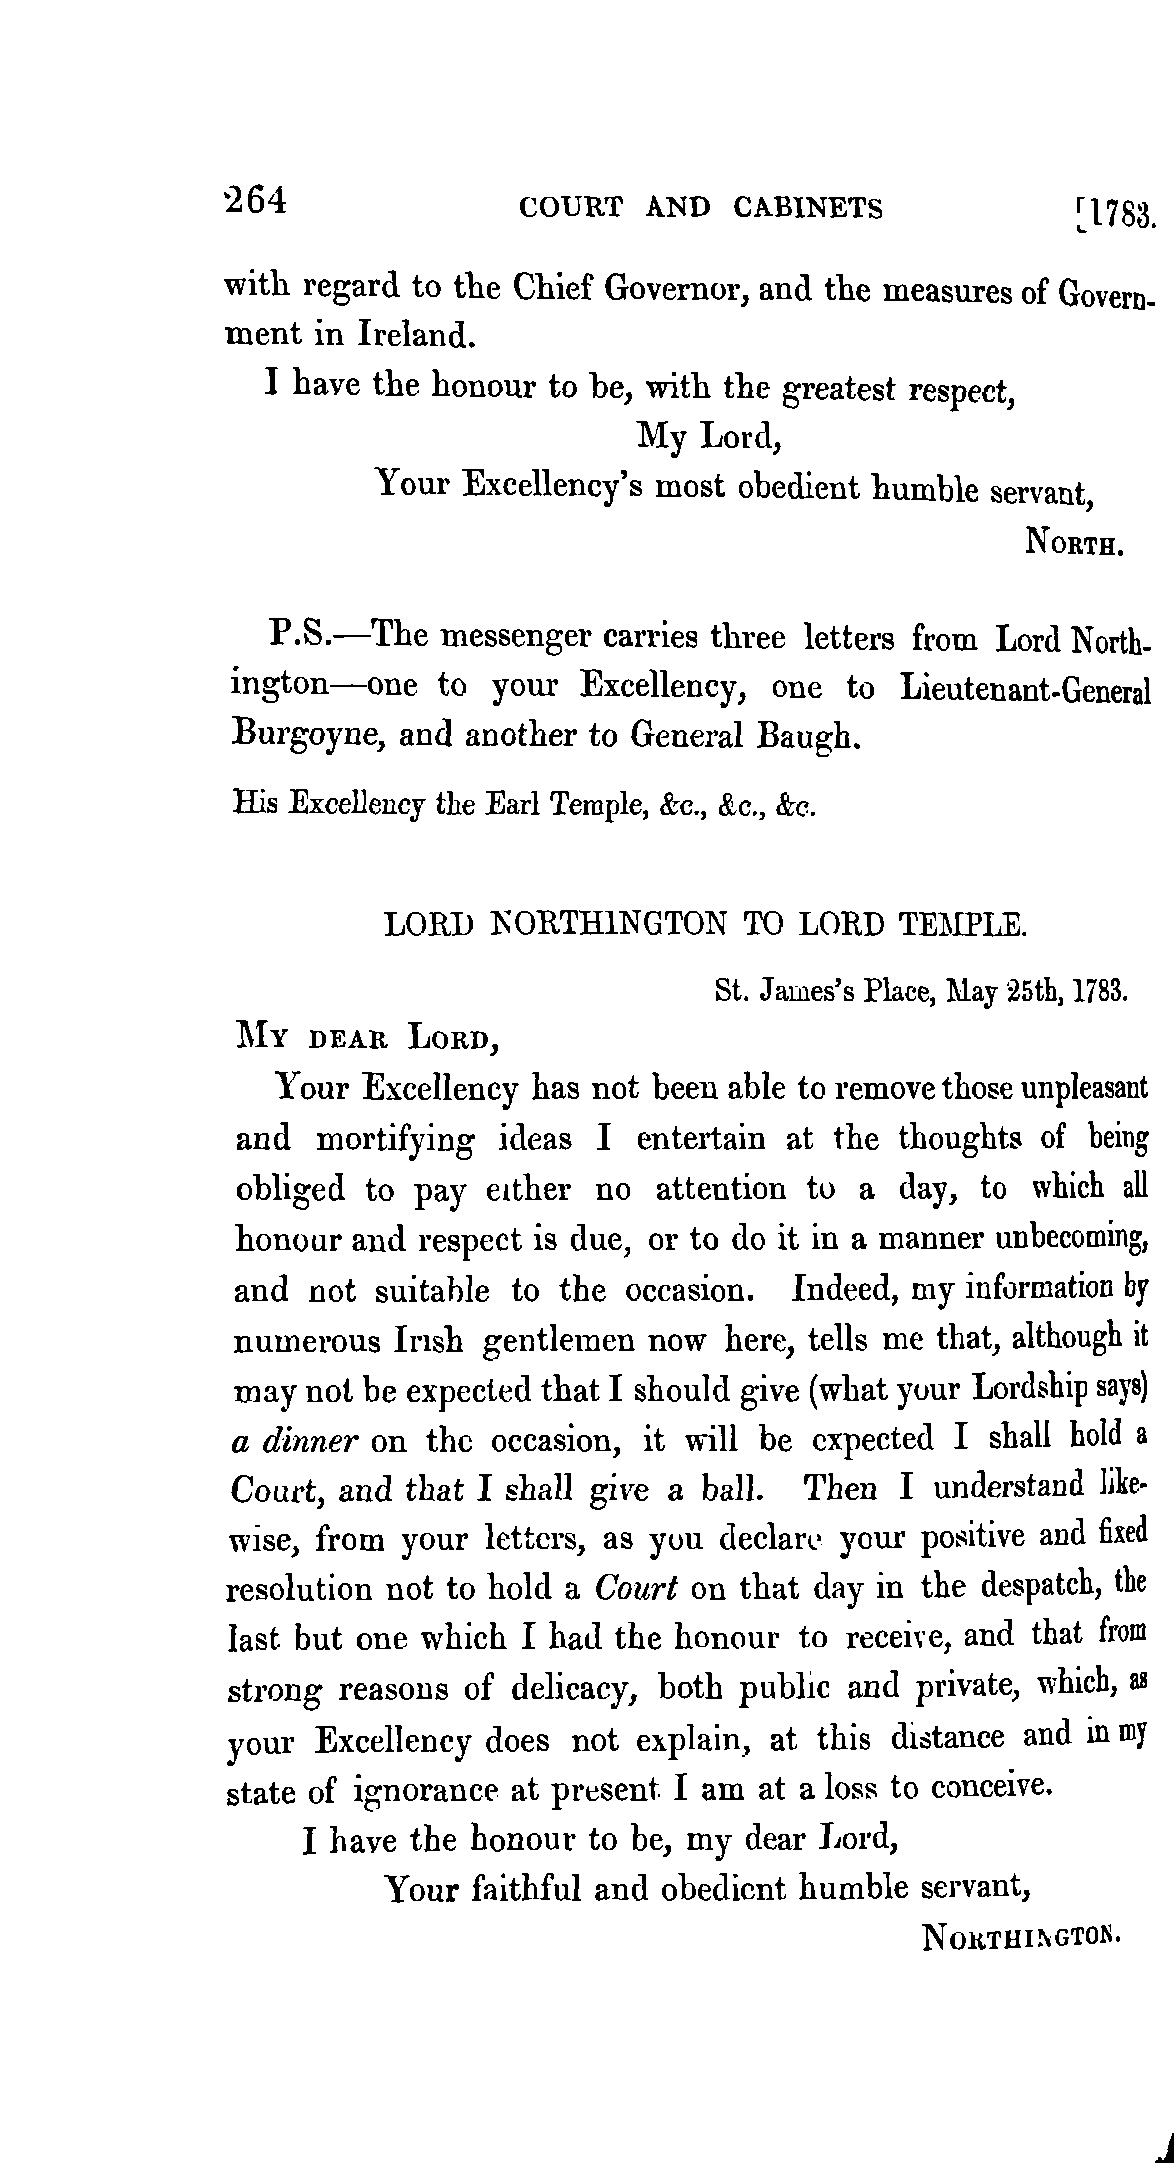 264 COURT AND CABINETS [1783.
with regard to the Chief Governor, and the measures of Govern-
ment in Ireland.
I have the honour to be, with the greatest respect,
My Lord,
Your Excellency's most obedient humble servant,
NORTH.
P.S.—The messenger carries three letters from Lord North-
ington—one to your Excellency, one to Lieutenant-General
Burgoyne, and another to General Baugh.
His Excellency the Earl Temple, &c., &c., &c.
LORD NORTHINGTON TO LORD TEMPLE.
St. James's Place, May 25th, 1783.
MY DEAR LORD,
Your Excellency has not been able to remove those unpleasant
and mortifying ideas I entertain at the thoughts of being
obliged to pay either no attention to a day, to which all
honour and respect is due, or to do it in a manner unbecoming,
and not suitable to the occasion. Indeed, my information by
numerous Irish gentlemen now here, tells me that, although it
may not be expected that I should give (what your Lordship says)
a dinner on the occasion, it will be expected I shall hold a
Court, and that I shall give a ball. Then I understand like-
wise, from your letters, as you declare your positive and fixed
resolution not to hold a Court on that day in the despatch, the
last but one which I had the honour to receive, and that from
strong reasons of delicacy, both public and private, which, as
your Excellency does not explain, at this distance and in my
state of ignorance at present I am at a loss to conceive.
I have the honour to be, my dear Lord,
Your faithful and obedient humble servant,
NORTHINGTON.